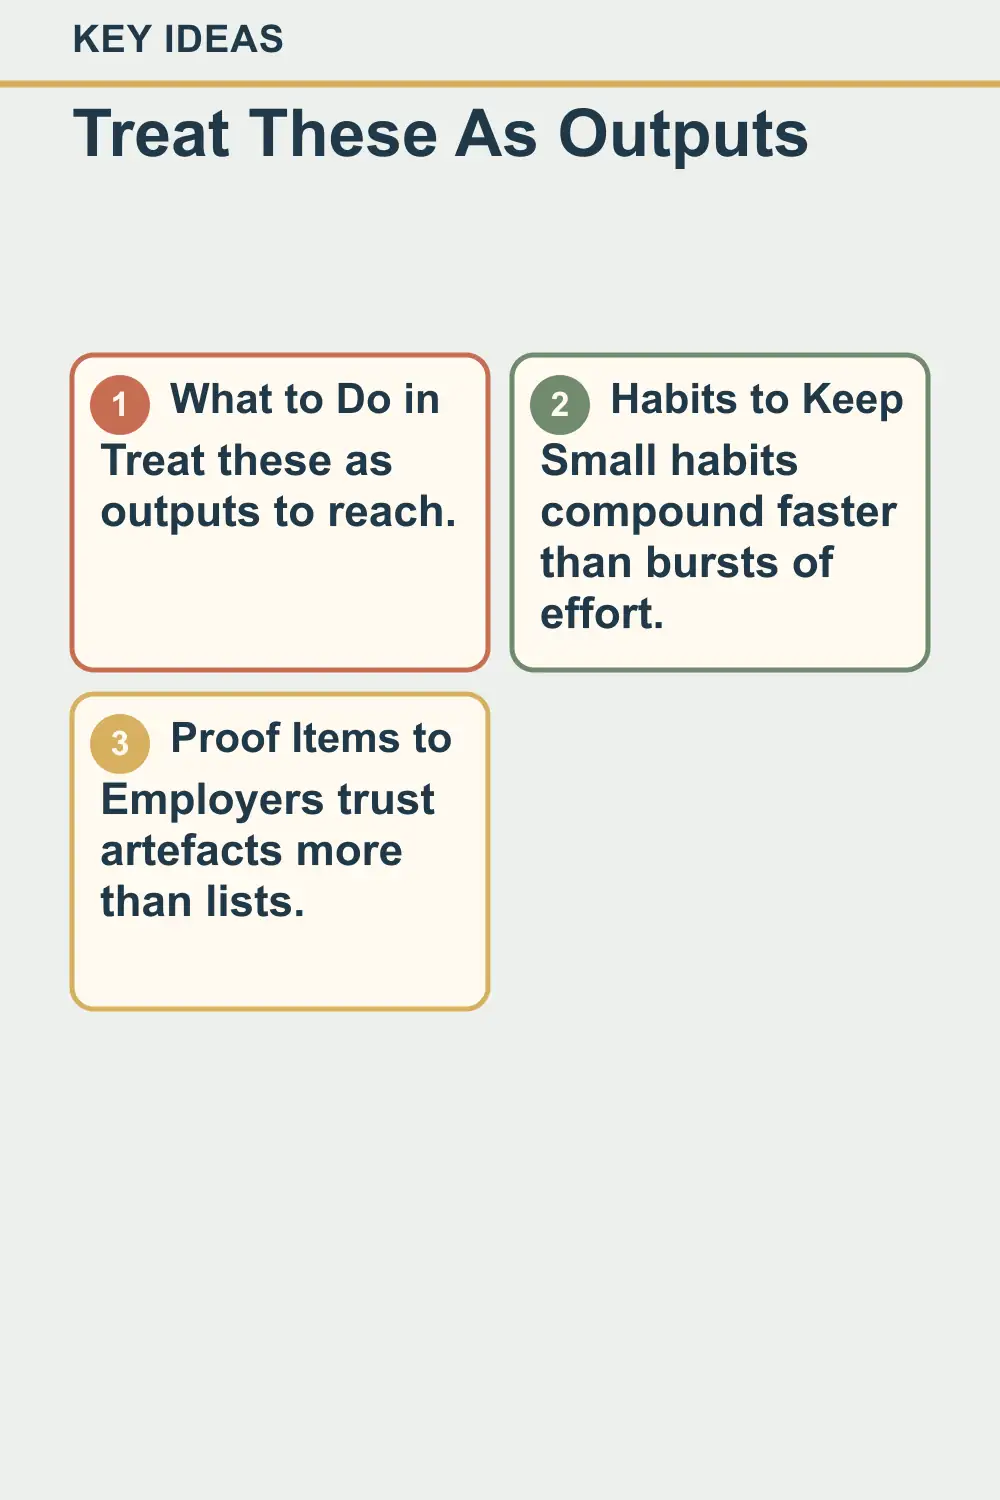 KEY IDEAS
Treat These As Outputs
1 What to Do in
Treat these as
outputs to reach.
2 Habits to Keep
Small habits
compound faster
than bursts of
effort.
3 Proof Items to
Employers trust
artefacts more
than lists.